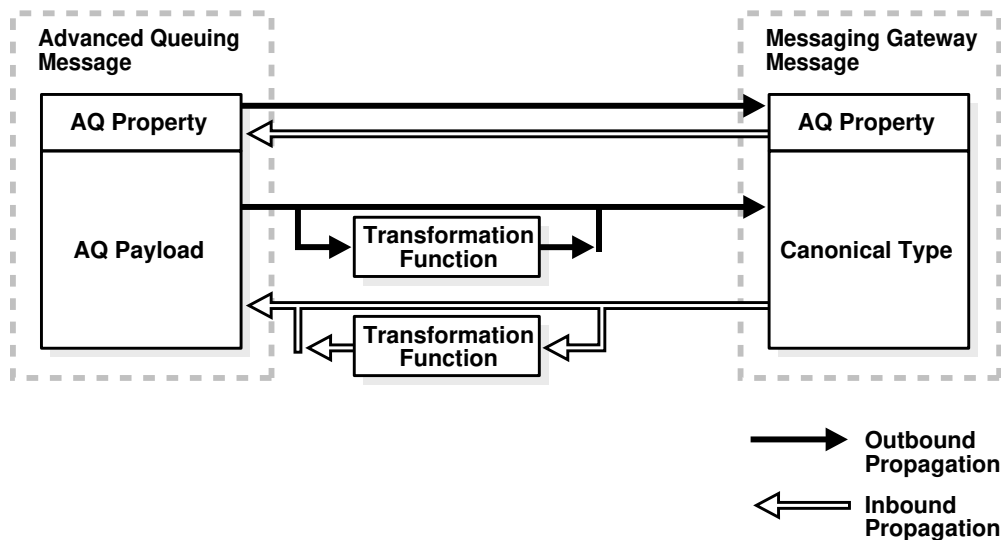 Advanced Queuing
Message
Messaging Gateway
Message
AQ Property
AQ Property
AQ Payload
Transformation
Function
Canonical Type
Transformation
Function
Outbound
Propagation
Inbound
Propagation